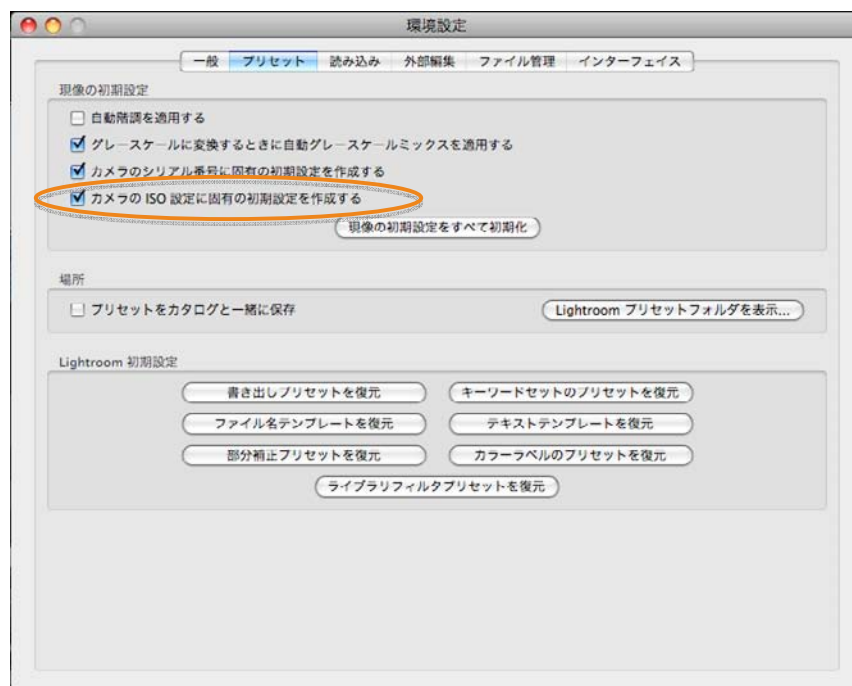 環境設定
一般 プリセット 読み込み 外部編集 ファイル管理 インターフェイス
現像の初期設定
自動階調を適用する
グレースケールに変換するときに自動グレースケールミックスを適用する
カメラのシリアル番号に固有の初期設定を作成する
カメラの ISO 設定に固有の初期設定を作成する
現像の初期設定をすべて初期化
場所
プリセットをカタログと一緒に保存
Lightroom プリセットフォルダを表示...
Lightroom 初期設定
書き出しプリセットを復元 キーワードセットのプリセットを復元
ファイル名テンプレートを復元 テキストテンプレートを復元
部分補正プリセットを復元 カラーラベルのプリセットを復元
ライブラリフィルタプリセットを復元